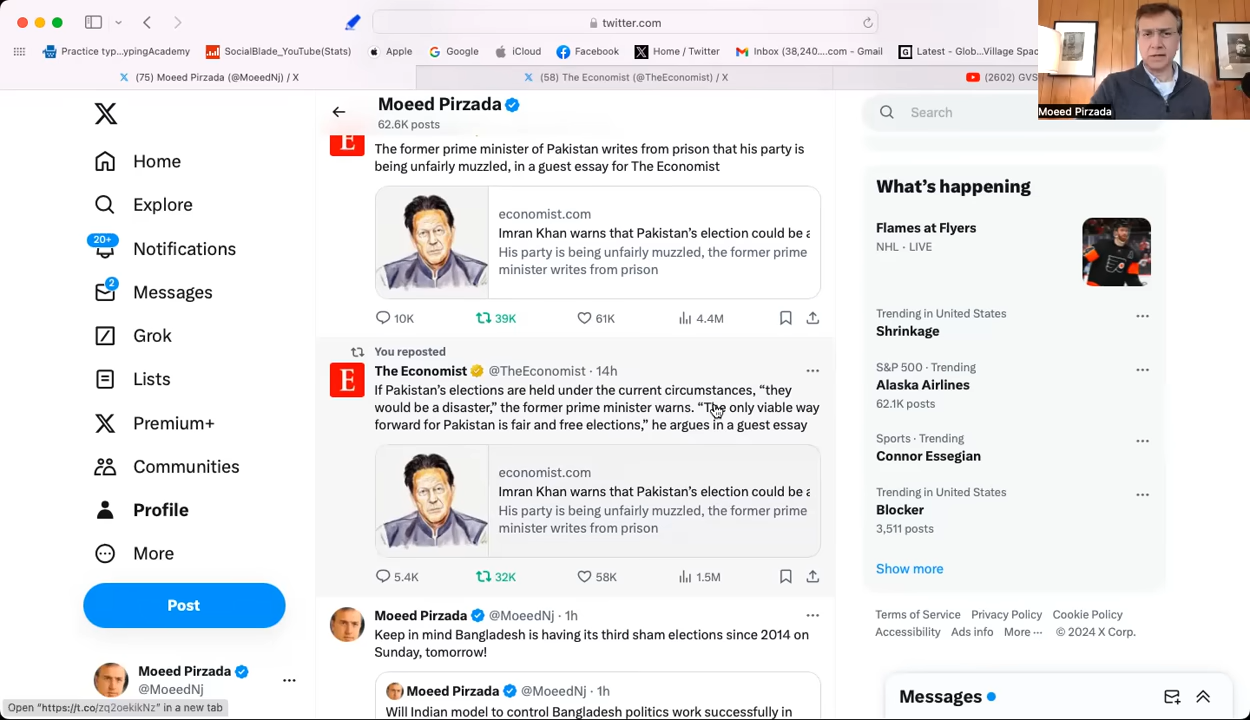 twitter.com
Practice typ...ypingAcademy
SocialBlade_YouTube(Stats)
Apple
Google
iCloud
Facebook
Home / Twitter
Inbox (38,240....com - Gmail
Latest - Glob...Village Spac
(75) Moeed Pirzada (@MoeedNj) / X
(58) The Economist (@TheEconomist) / X
(2602) GVS
Moeed Pirzada
Home
Explore
20+
Notifications
2
Messages
Grok
Lists
Premium+
Communities
Profile
More
Post
Moeed Pirzada
@MoeedNj
Open “https://t.co/zq2oekikNz” in a new tab
Moeed Pirzada
62.6K posts
E
The former prime minister of Pakistan writes from prison that his party is
being unfairly muzzled, in a guest essay for The Economist
economist.com
Imran Khan warns that Pakistan’s election could be a
His party is being unfairly muzzled, the former prime
minister writes from prison
10K 39K 61K 4.4M
You reposted
E
The Economist @TheEconomist · 14h
If Pakistan’s elections are held under the current circumstances, “they
would be a disaster,” the former prime minister warns. “The only viable way
forward for Pakistan is fair and free elections,” he argues in a guest essay
economist.com
Imran Khan warns that Pakistan’s election could be a
His party is being unfairly muzzled, the former prime
minister writes from prison
5.4K 32K 58K 1.5M
Moeed Pirzada @MoeedNj · 1h
Keep in mind Bangladesh is having its third sham elections since 2014 on
Sunday, tomorrow!
Moeed Pirzada @MoeedNj · 1h
Will Indian model to control Bangladesh politics work successfully in
Search
What’s happening
Flames at Flyers
NHL · LIVE
Trending in United States
Shrinkage
S&P 500 · Trending
Alaska Airlines
62.1K posts
Sports · Trending
Connor Essegian
Trending in United States
Blocker
3,511 posts
Show more
Terms of Service Privacy Policy Cookie Policy
Accessibility Ads info More ··· © 2024 X Corp.
Messages